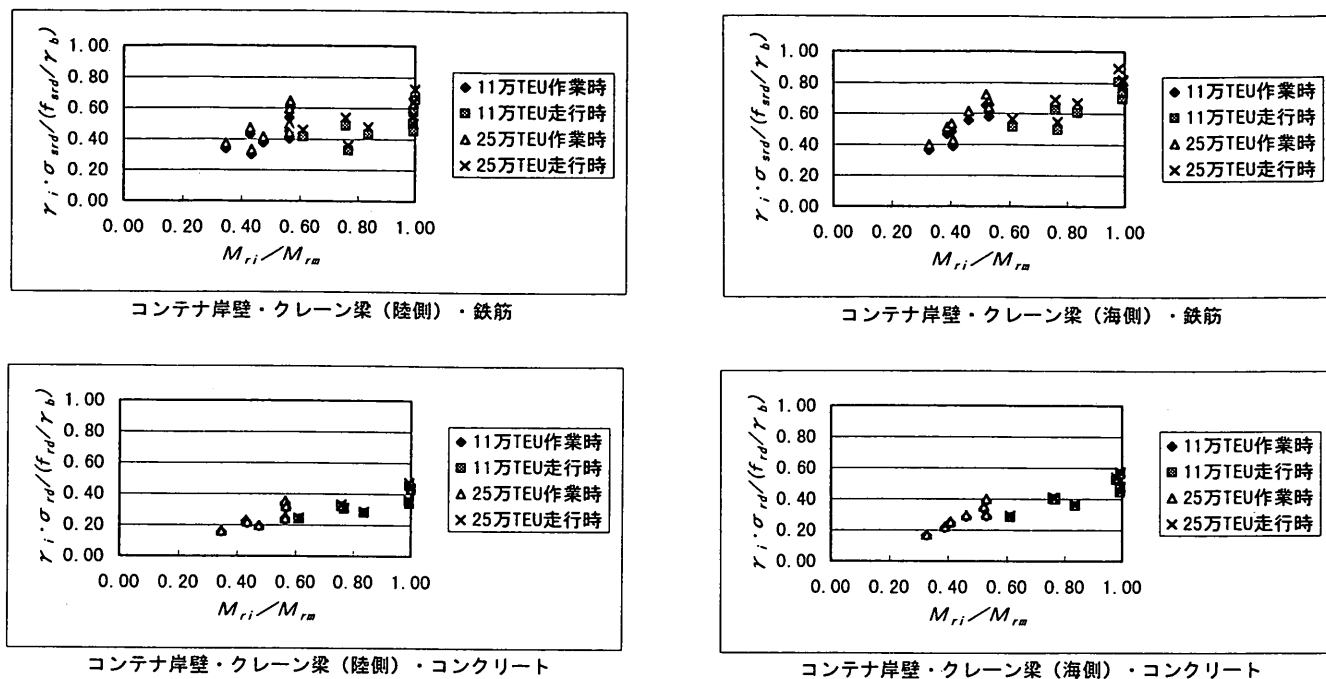 γi・σsrd/(fsrd/γb)
1.00
0.80
0.60
0.40
0.20
0.00
0.00 0.20 0.40 0.60 0.80 1.00
Mri/Mrm
◆ 11万TEU作業時
11万TEU走行時
△ 25万TEU作業時
× 25万TEU走行時
コンテナ岸壁・クレーン梁（陸側）・鉄筋
γi・σsrd/(fsrd/γb)
1.00
0.80
0.60
0.40
0.20
0.00
0.00 0.20 0.40 0.60 0.80 1.00
Mri/Mrm
◆ 11万TEU作業時
11万TEU走行時
△ 25万TEU作業時
× 25万TEU走行時
コンテナ岸壁・クレーン梁（海側）・鉄筋
γi・σrd/(frd/γb)
1.00
0.80
0.60
0.40
0.20
0.00
0.00 0.20 0.40 0.60 0.80 1.00
Mri/Mrm
◆ 11万TEU作業時
11万TEU走行時
△ 25万TEU作業時
× 25万TEU走行時
コンテナ岸壁・クレーン梁（陸側）・コンクリート
γi・σrd/(frd/γb)
1.00
0.80
0.60
0.40
0.20
0.00
0.00 0.20 0.40 0.60 0.80 1.00
Mri/Mrm
◆ 11万TEU作業時
11万TEU走行時
△ 25万TEU作業時
× 25万TEU走行時
コンテナ岸壁・クレーン梁（海側）・コンクリート